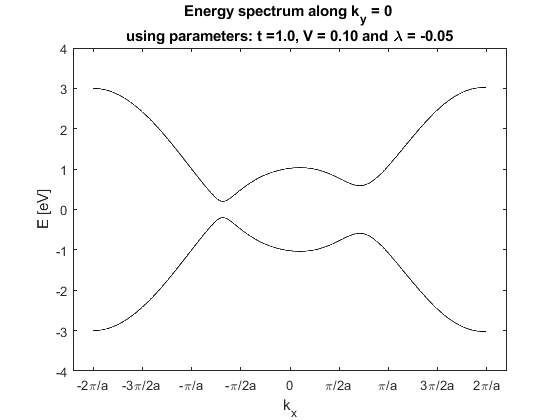 Energy spectrum along k_y = 0
using parameters: t =1.0, V = 0.10 and λ = -0.05
4
3
2
1
0
-1
-2
-3
-4
E [eV]
-2π/a -3π/2a -π/a -π/2a 0 π/2a π/a 3π/2a 2π/a
k_x